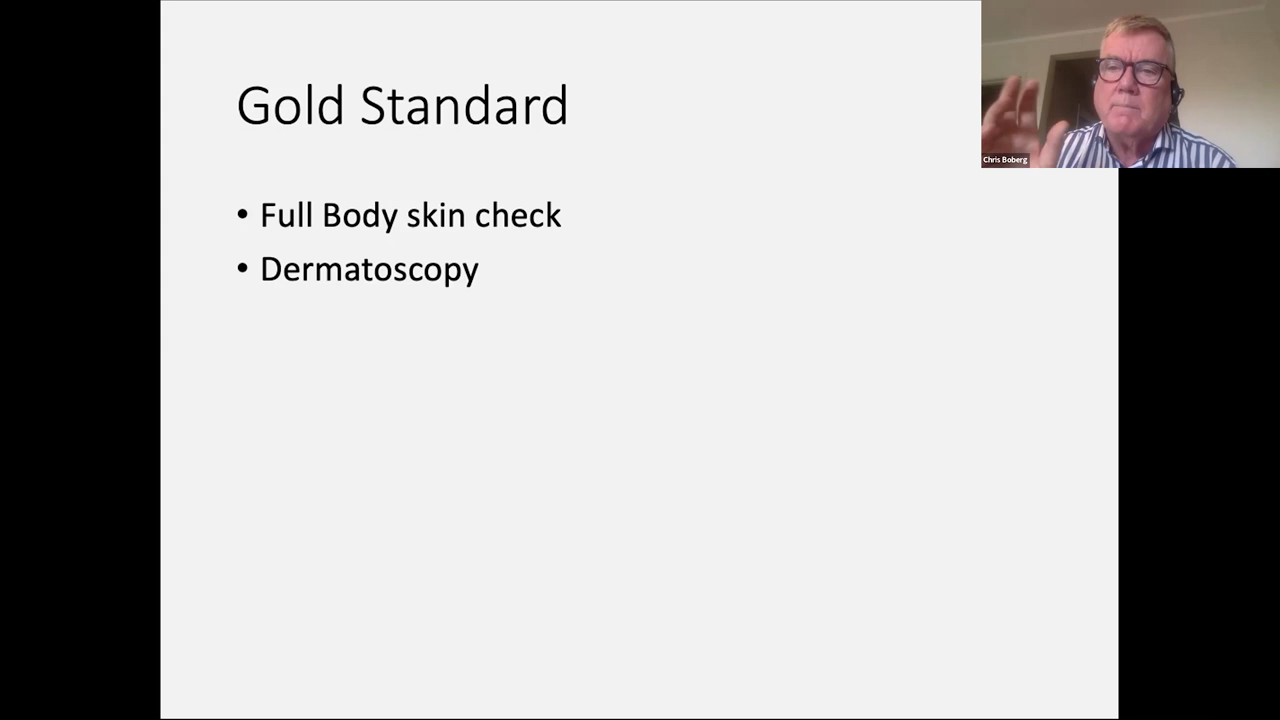 Gold Standard
• Full Body skin check
• Dermatoscopy
Chris Boberg